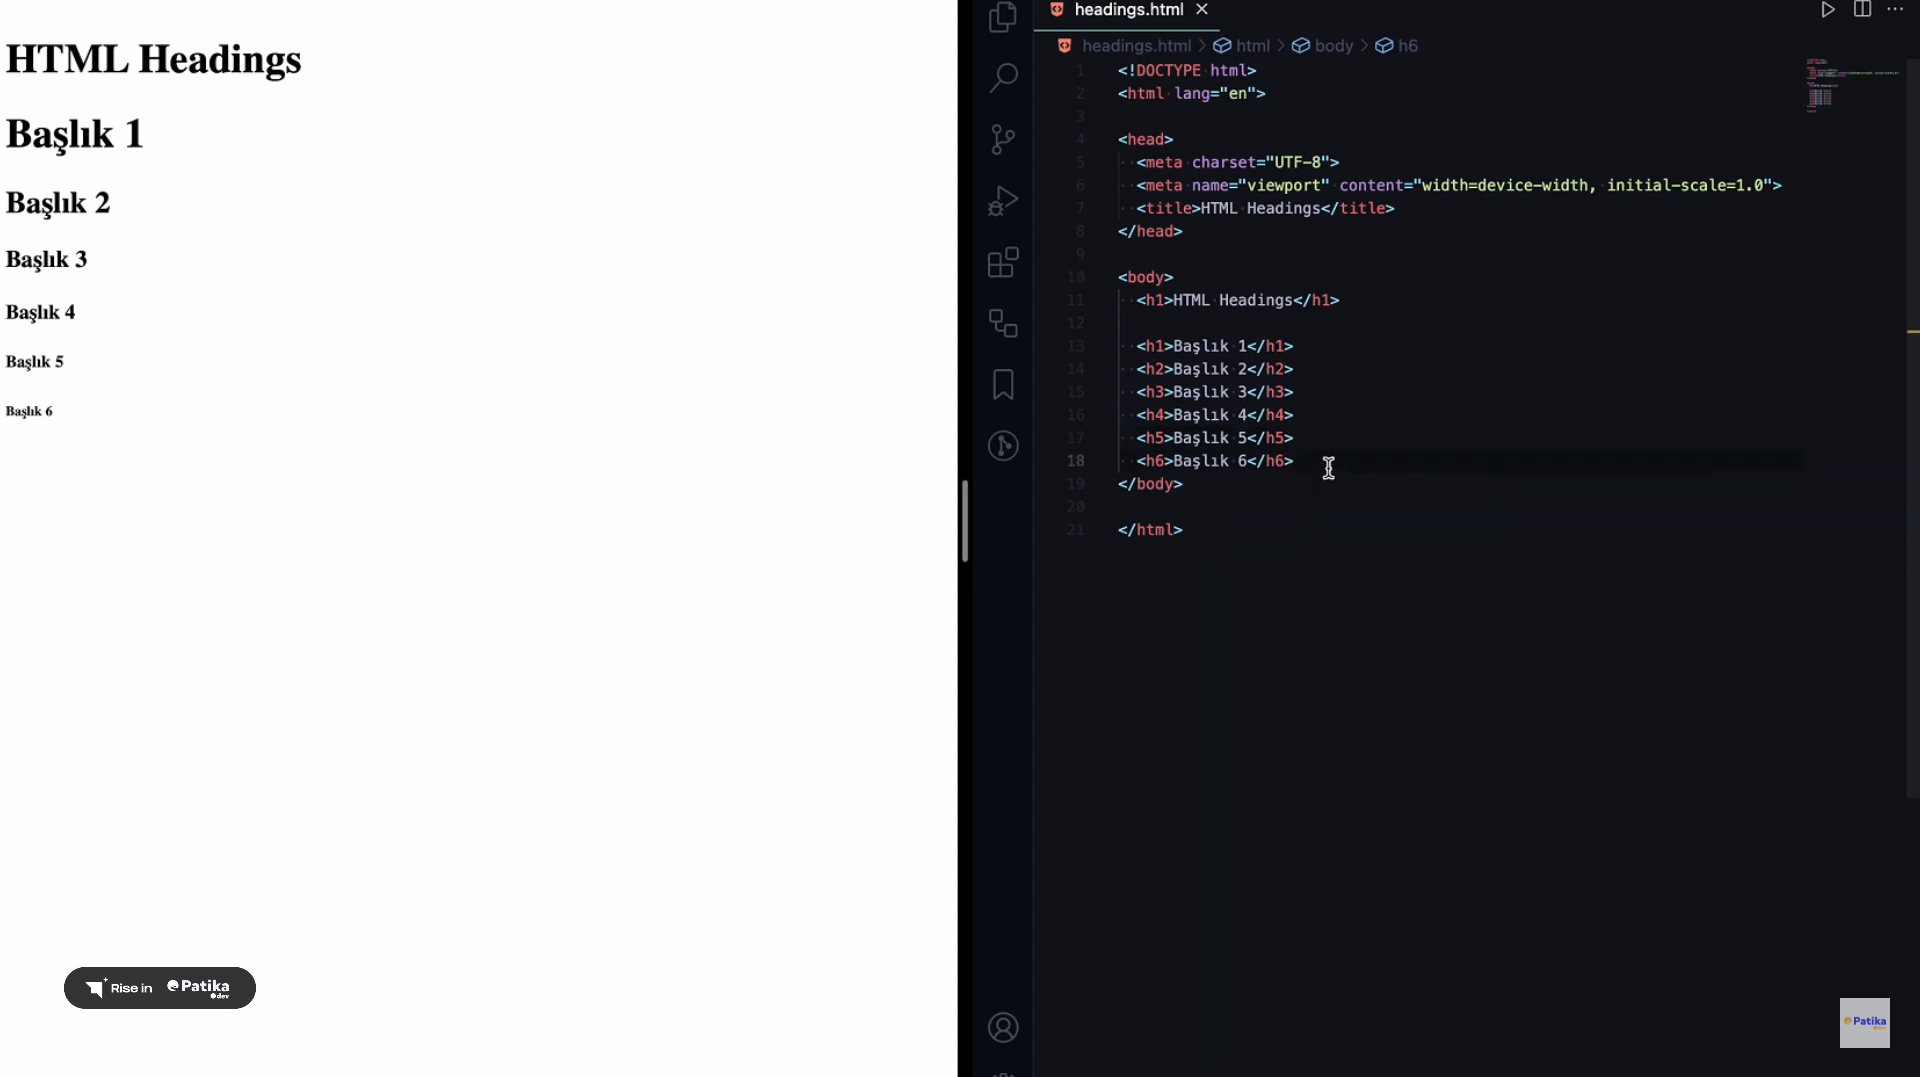 HTML Headings
Başlık 1
Başlık 2
Başlık 3
Başlık 4
Başlık 5
Başlık 6
Rise in Patika dev
headings.html
headings.html > html > body > h6
1 <!DOCTYPE html>
2 <html lang="en">
3
4 <head>
5 <meta charset="UTF-8">
6 <meta name="viewport" content="width=device-width, initial-scale=1.0">
7 <title>HTML Headings</title>
8 </head>
9
10 <body>
11 <h1>HTML Headings</h1>
12
13 <h1>Başlık 1</h1>
14 <h2>Başlık 2</h2>
15 <h3>Başlık 3</h3>
16 <h4>Başlık 4</h4>
17 <h5>Başlık 5</h5>
18 <h6>Başlık 6</h6>
19 </body>
20
21 </html>
Patika